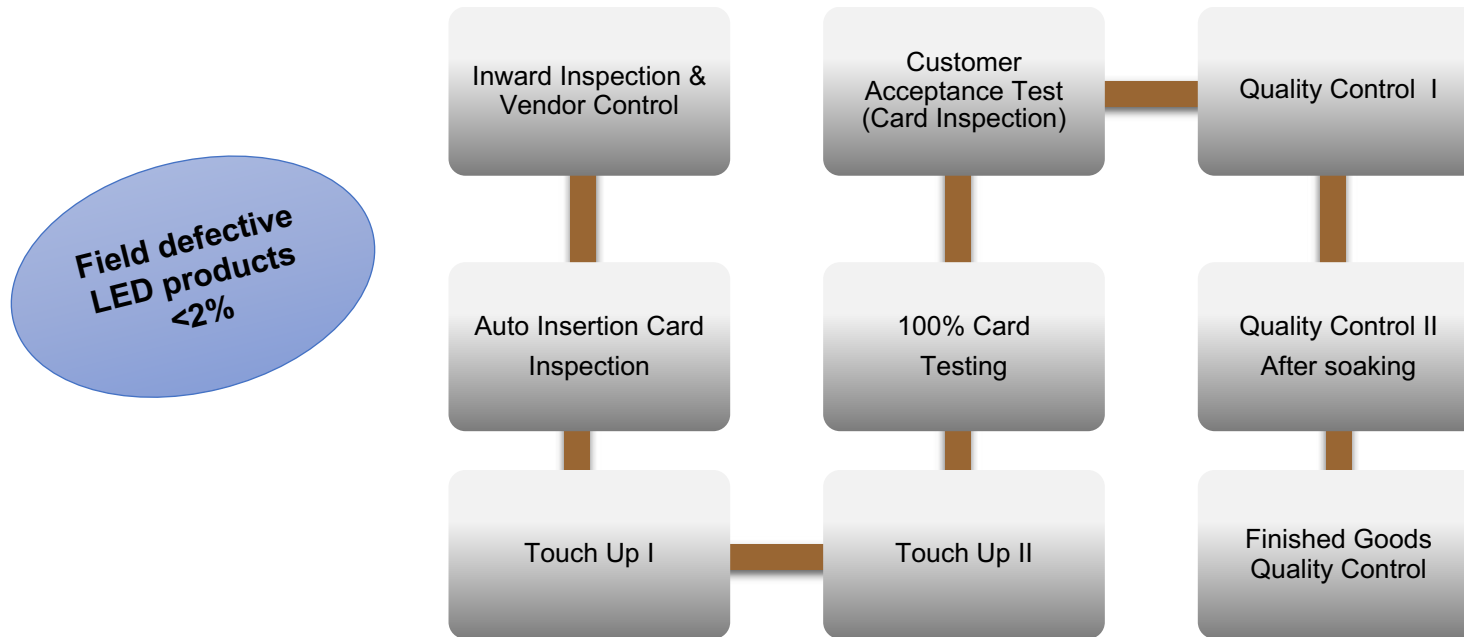 Field defective
LED products
<2%
Inward Inspection &
Vendor Control
Auto Insertion Card
Inspection
Touch Up I
Touch Up II
100% Card
Testing
Customer
Acceptance Test
(Card Inspection)
Quality Control I
Quality Control II
After soaking
Finished Goods
Quality Control